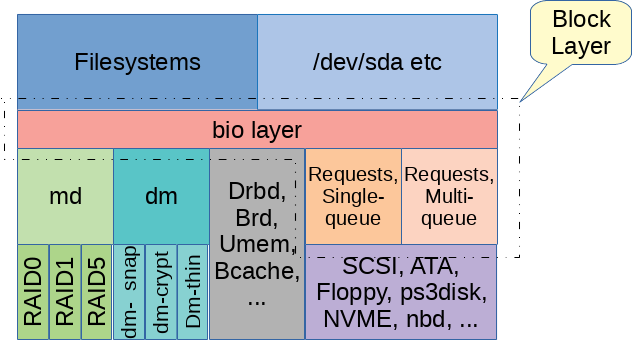 Block
Layer
Filesystems
/dev/sda etc
bio layer
md
dm
Drbd,
Brd,
Umem,
Bcache,
...
Requests,
Single-
queue
Requests,
Multi-
queue
RAID0
RAID1
RAID5
dm- snap
dm-crypt
Dm-thin
SCSI, ATA,
Floppy, ps3disk,
NVME, nbd, ...